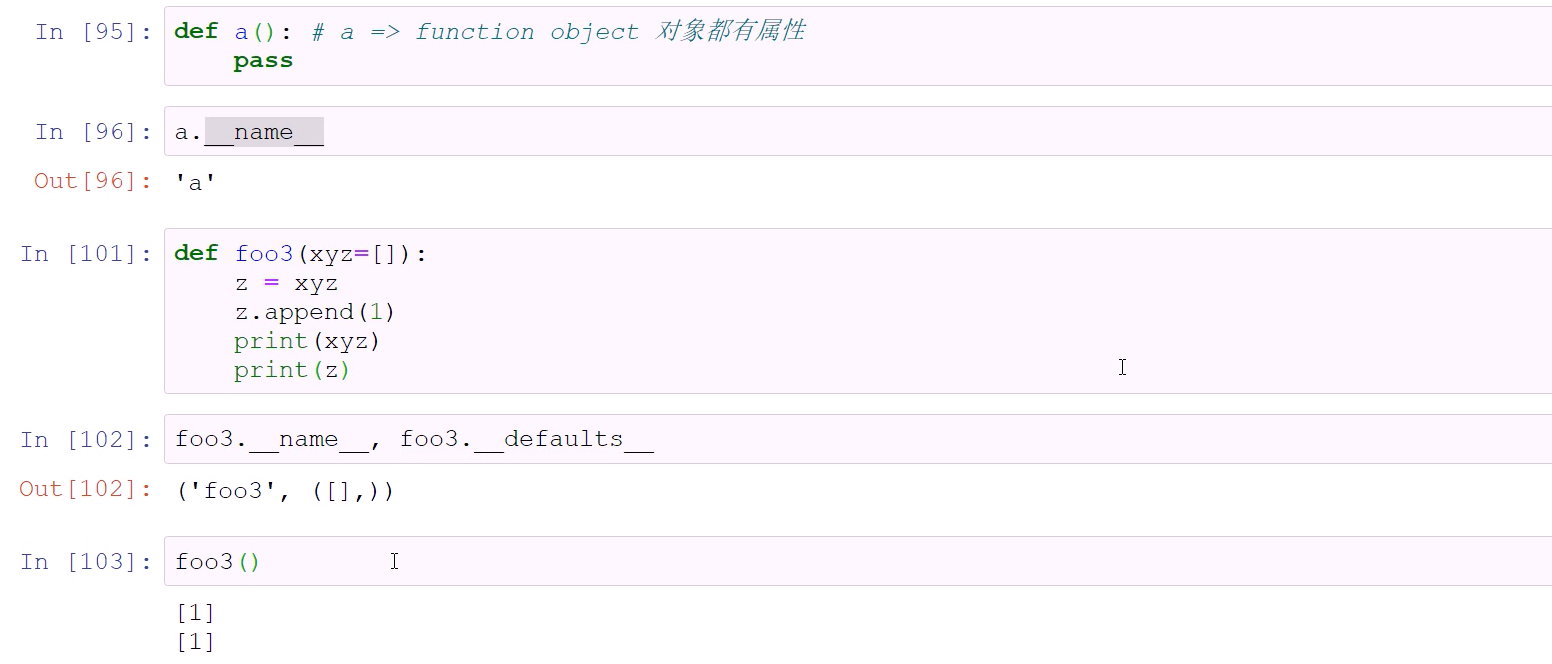 In [95]: def a(): # a => function object 对象都有属性
pass
In [96]: a.__name__
Out[96]: 'a'
In [101]: def foo3(xyz=[]):
z = xyz
z.append(1)
print(xyz)
print(z)
In [102]: foo3.__name__, foo3.__defaults__
Out[102]: ('foo3', ([],))
In [103]: foo3()
[1]
[1]